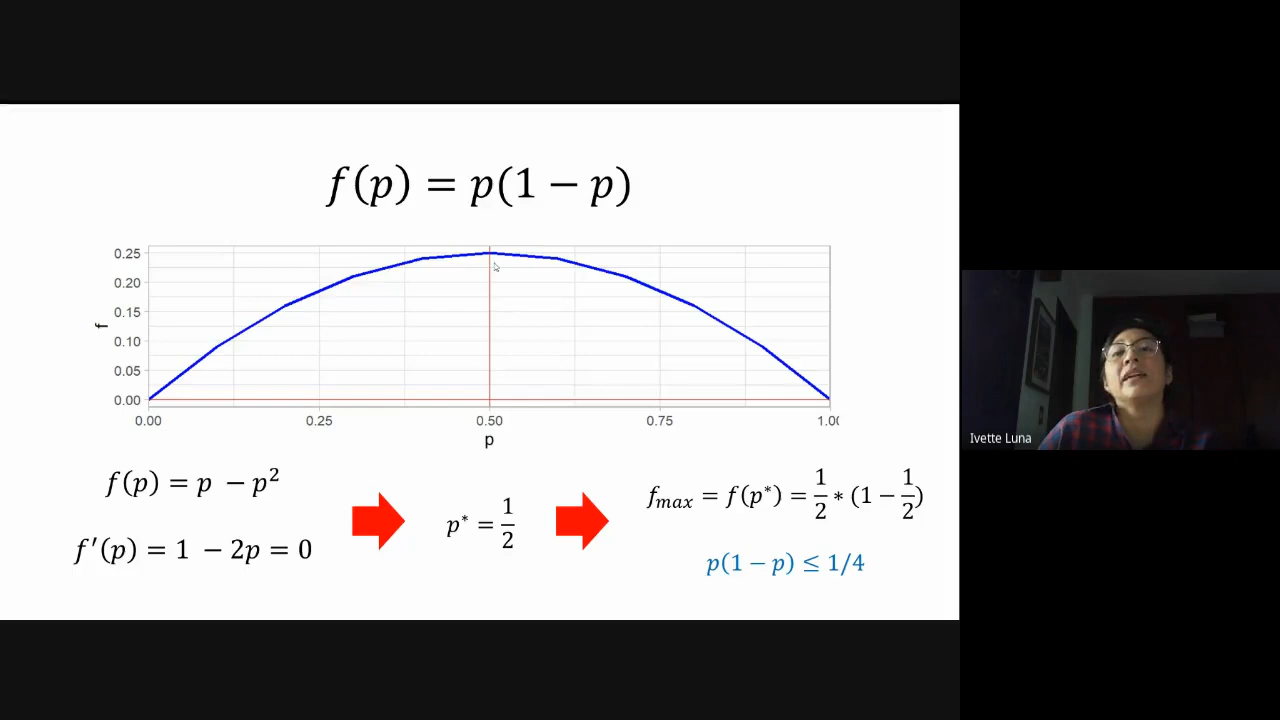 f(p) = p(1 − p)
0.25
0.20
0.15
0.10
0.05
0.00
f
0.00 0.25 0.50 0.75 1.00
p
f(p) = p − p²
f′(p) = 1 − 2p = 0
p* = 1/2
fₘₐₓ = f(p*) = 1/2 * (1 − 1/2)
p(1 − p) ≤ 1/4
Ivette Luna